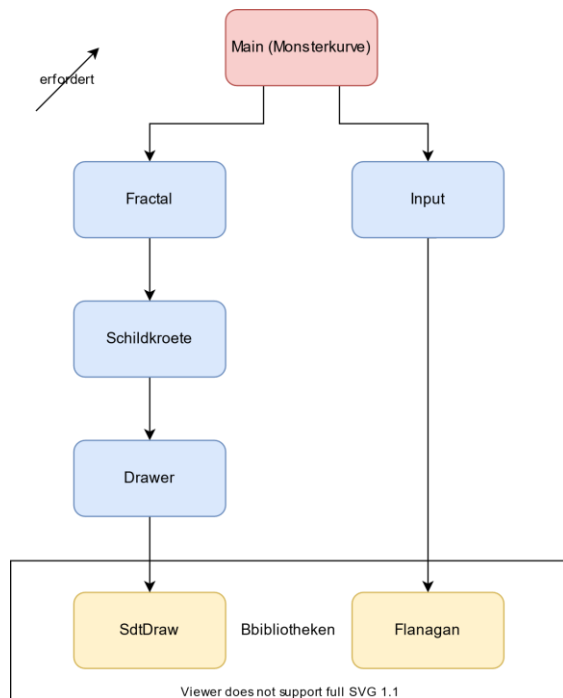 Main (Monsterkurve)
erfordert
Fractal
Input
Schildkroete
Drawer
SdtDraw
Bbibliotheken
Flanagan
Viewer does not support full SVG 1.1